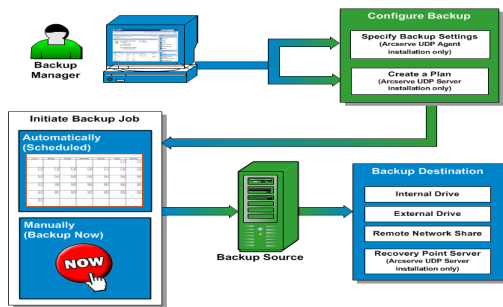 Backup
Manager
Configure Backup
Specify Backup Settings
(Arcserve UDP Agent
installation only)
Create a Plan
(Arcserve UDP Server
installation only)
Initiate Backup Job
Automatically
(Scheduled)
Manually
(Backup Now)
NOW
Backup Source
Backup Destination
Internal Drive
External Drive
Remote Network Share
Recovery Point Server
(Arcserve UDP Server
installation only)